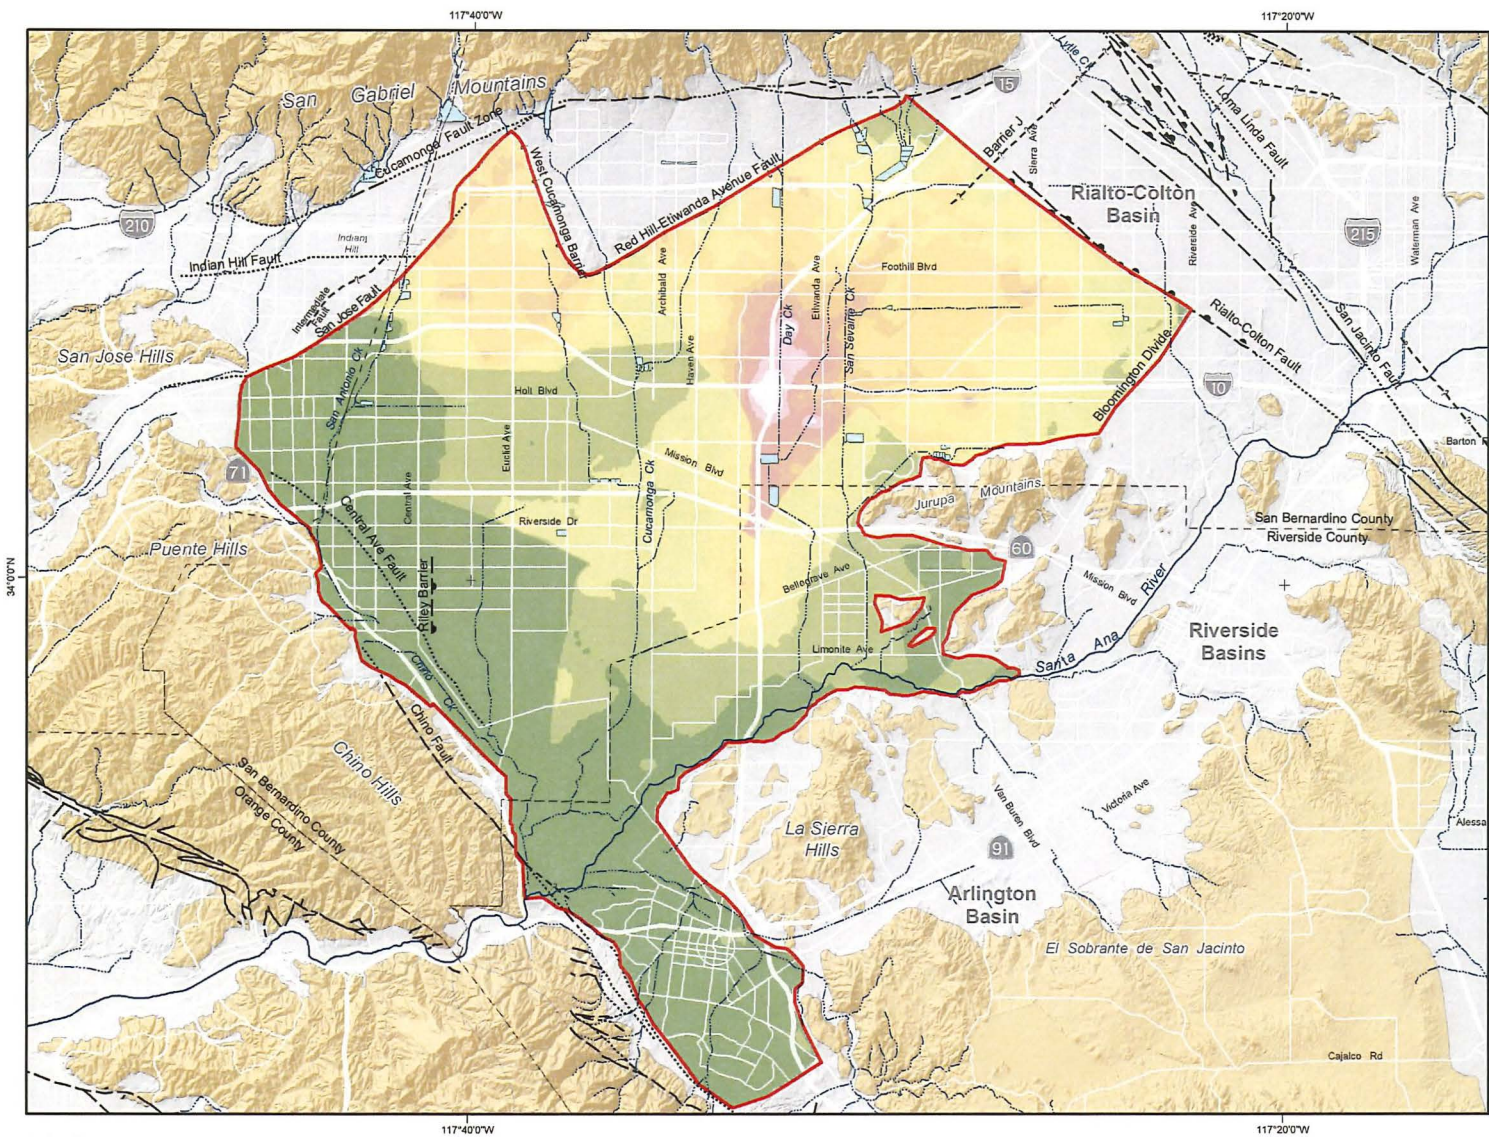 117°40'0"W
117°20'0"W
San Gabriel Mountains
Cucamonga Fault Zone
15
Lytle Ck
Loma Linda Fault
Barrier J
Sierra Ave
West Cucamonga Barrier
Red Hill-Etiwanda Avenue Fault
Rialto-Colton
Basin
Riverside Ave
Waterman Ave
210
215
Indian
Hill
Indian Hill Fault
Intermediate
Fault
San Jose Fault
Archibald Ave
Etiwanda Ave
Foothill Blvd
San Jose Hills
Day Ck
San Sevaine Ck
Rialto-Colton Fault
San Jacinto Fault
Haven Ave
San Antonio Ck
Holt Blvd
Bloomington Divide
10
Euclid Ave
Mission Blvd
Barton
71
Central Ave
Cucamonga Ck
Jurupa Mountains
Central Ave Fault
Riverside Dr
San Bernardino County
Riverside County
Puente Hills
60
34°0'0"N
Riley Barrier
Bellegrave Ave
Mission Blvd
Santa Ana River
Riverside
Basins
Limonite Ave
Chino Ck
Chino Fault
Chino Hills
San Bernardino County
Orange County
Van Buren Blvd
Victoria Ave
La Sierra
Hills
91
Alessa
Arlington
Basin
El Sobrante de San Jacinto
Cajalco Rd
117°40'0"W
117°20'0"W